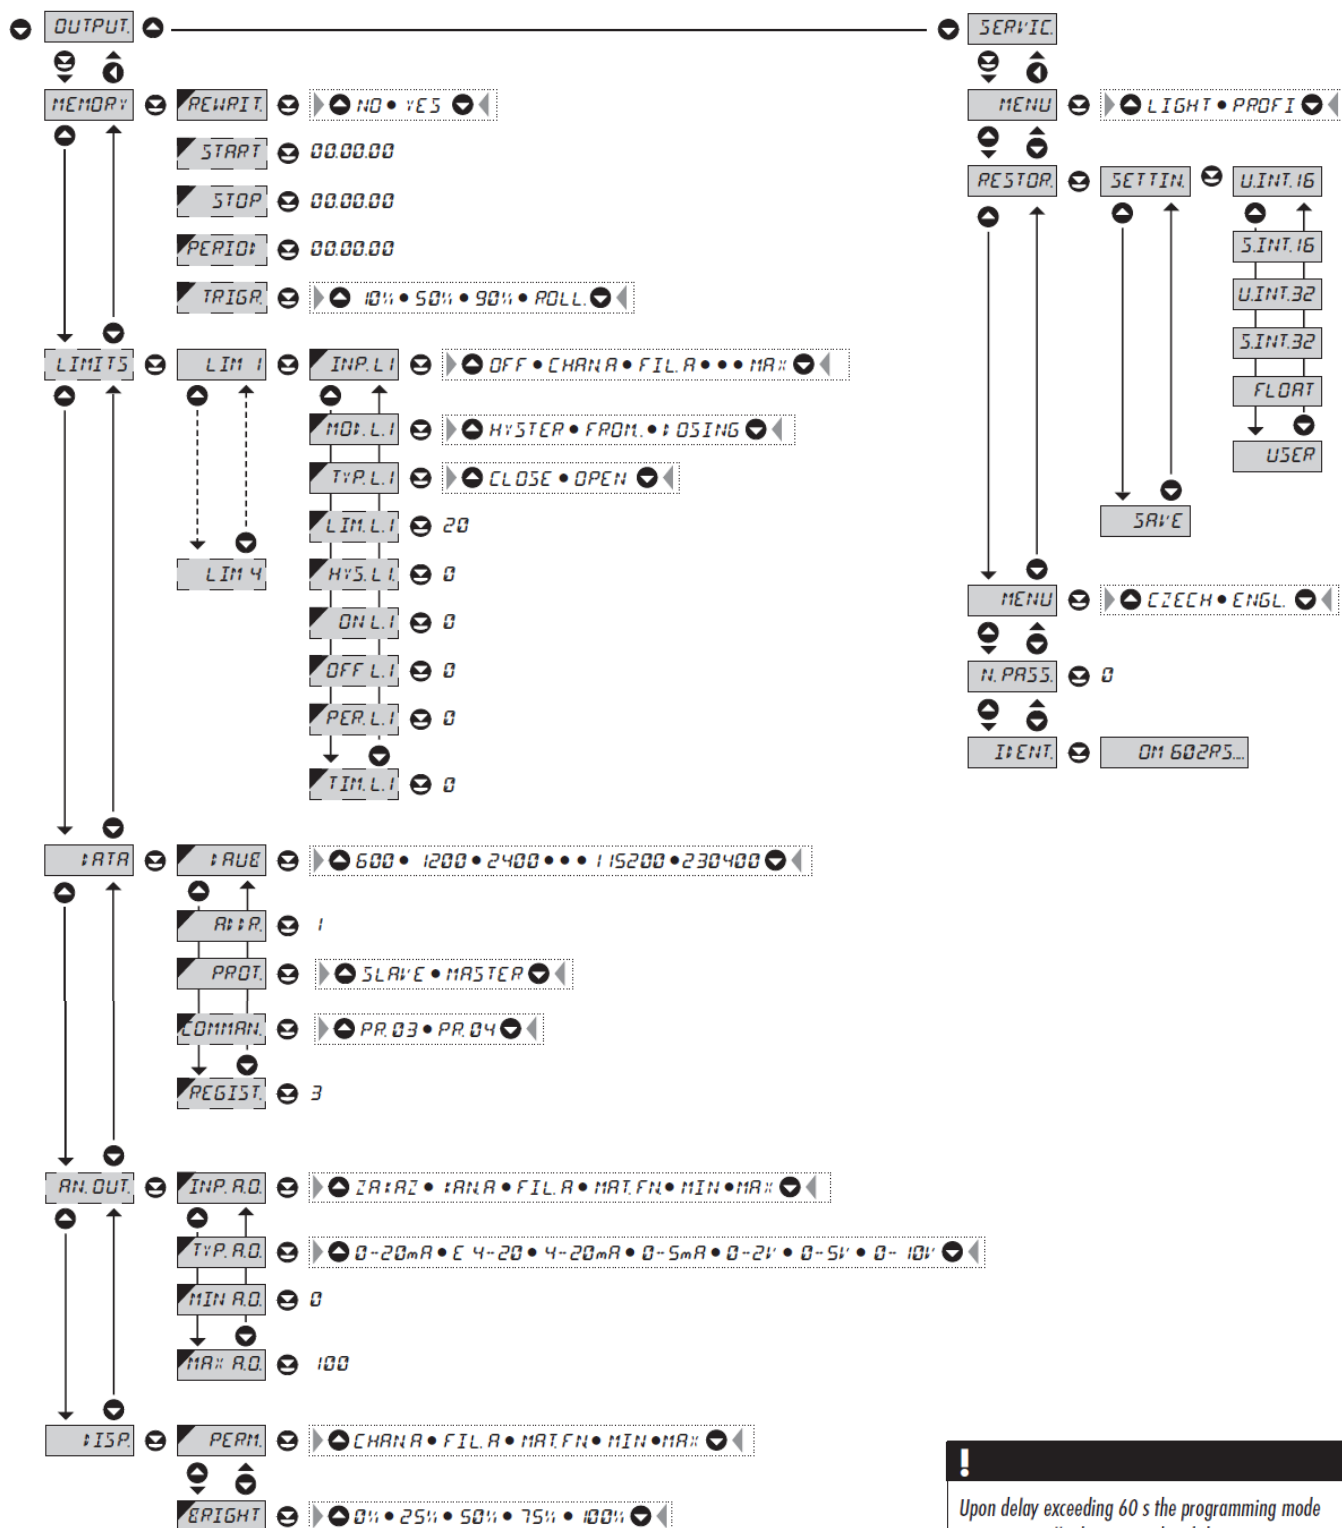 OUTPUT.
SERVIC.
MEMORY REWRIT. NO • YES
MENU LIGHT • PROFI
START 00.00.00
STOP 00.00.00
RESTOR. SETTIN. U.INT.16
PERIOD 00.00.00
S.INT.16
TRIGR. 10% • 50% • 90% • ROLL.
U.INT.32
S.INT.32
LIMITS LIM 1 INP. L.1 OFF • CHAN.A • FIL. A • • • MAX
FLOAT
MOD. L.1 HYSTER • FROM.. • DOSING
USER
TYP. L.1 CLOSE • OPEN
SAVE
LIM. L.1 20
LIM 4 HYS. L.1. 0
MENU CZECH • ENGL.
ON L.1 0
OFF L.1 0
N. PASS. 0
PER. L.1 0
IDENT. OM 602RS...
TIM. L.1 0
DATA BAUD 600 • 1200 • 2400 • • • 115200 • 230400
ADDR. 1
PROT. SLAVE • MASTER
COMMAN. PR. 03 • PR. 04
REGIST. 3
AN. OUT. INP. A.O. ZAKAZ • KAN.A • FIL. A • MAT.FN. • MIN • MAX
TYP. A.O. 0-20mA • E 4-20 • 4-20mA • 0-5mA • 0-2V • 0-5V • 0-10V
MIN A.O. 0
MAX A.O. 100
DISP. PERM. CHAN.A • FIL. A • MAT.FN. • MIN • MAX
!
Upon delay exceeding 60 s the programming mode
BRIGHT 0% • 25% • 50% • 75% • 100%